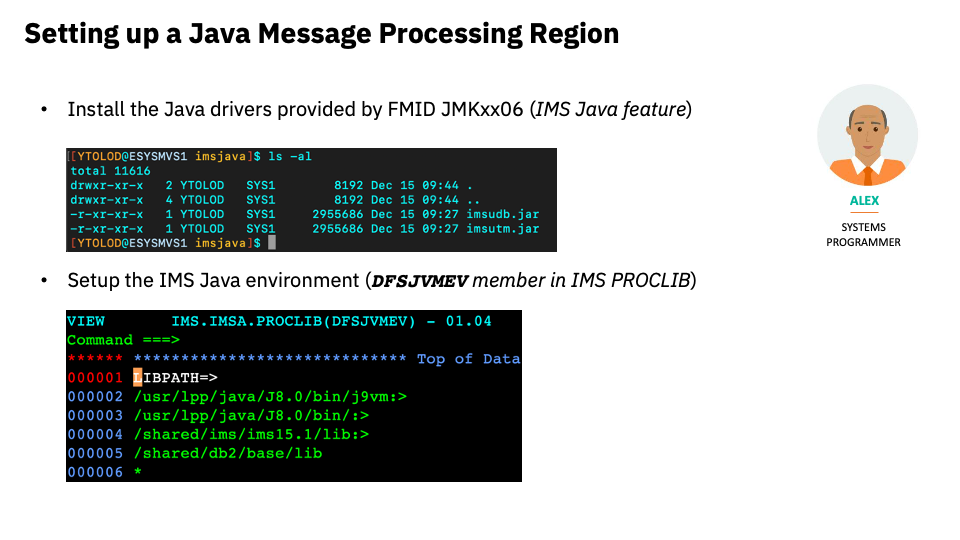 Setting up a Java Message Processing Region
• Install the Java drivers provided by FMID JMKxx06 (IMS Java feature)
[[YTOLOD@ESYSMVS1 imsjava]$ ls -al
total 11616
drwxr-xr-x 2 YTOLOD SYS1 8192 Dec 15 09:44 .
drwxr-xr-x 4 YTOLOD SYS1 8192 Dec 15 09:44 ..
-r-xr-xr-x 1 YTOLOD SYS1 2955686 Dec 15 09:27 imsudb.jar
-r-xr-xr-x 1 YTOLOD SYS1 2955686 Dec 15 09:27 imsutm.jar
[YTOLOD@ESYSMVS1 imsjava]$
ALEX
SYSTEMS
PROGRAMMER
• Setup the IMS Java environment (DFSJVMEV member in IMS PROCLIB)
VIEW IMS.IMSA.PROCLIB(DFSJVMEV) - 01.04
Command ===>
****** ***************************** Top of Data
000001 LIBPATH=>
000002 /usr/lpp/java/J8.0/bin/j9vm:>
000003 /usr/lpp/java/J8.0/bin/:>
000004 /shared/ims/ims15.1/lib:>
000005 /shared/db2/base/lib
000006 *